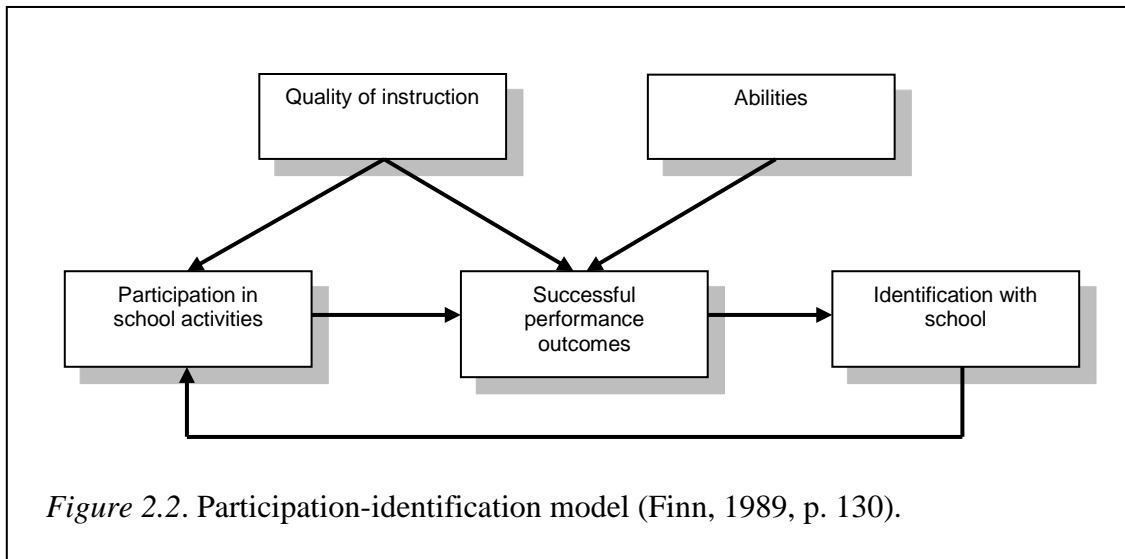 Quality of instruction
Abilities
Participation in
school activities
Successful
performance
outcomes
Identification with
school
Figure 2.2. Participation-identification model (Finn, 1989, p. 130).